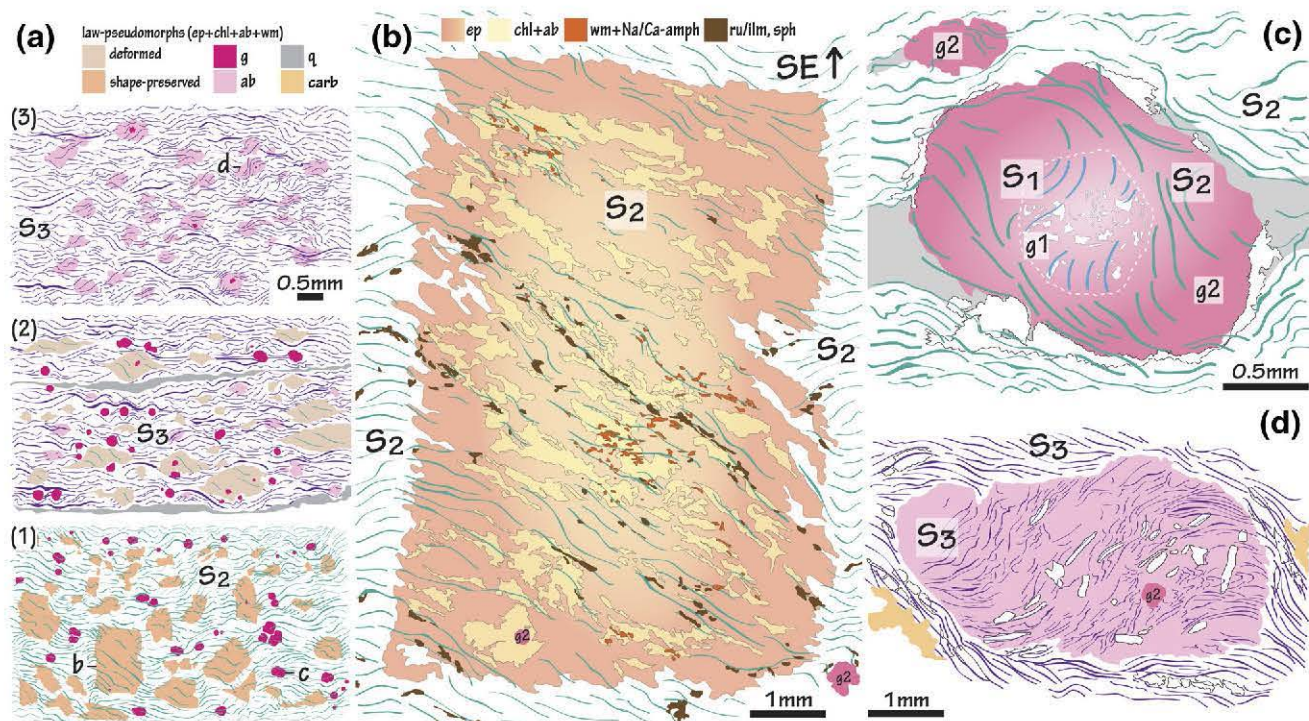 (a)
law-pseudomorphs (ep+chl+ab+wm)
deformed
g
q
shape-preserved
ab
carb
(3)
d
S3
0.5mm
(2)
S3
(1)
S2
b
c
(b)
ep
chl+ab
wm+Na/Ca-amph
ru/ilm, sph
SE ↑
S2
S2
S2
g2
g2
1mm
(c)
g2
S2
S1
S2
g1
g2
0.5mm
(d)
S3
S3
g2
1mm